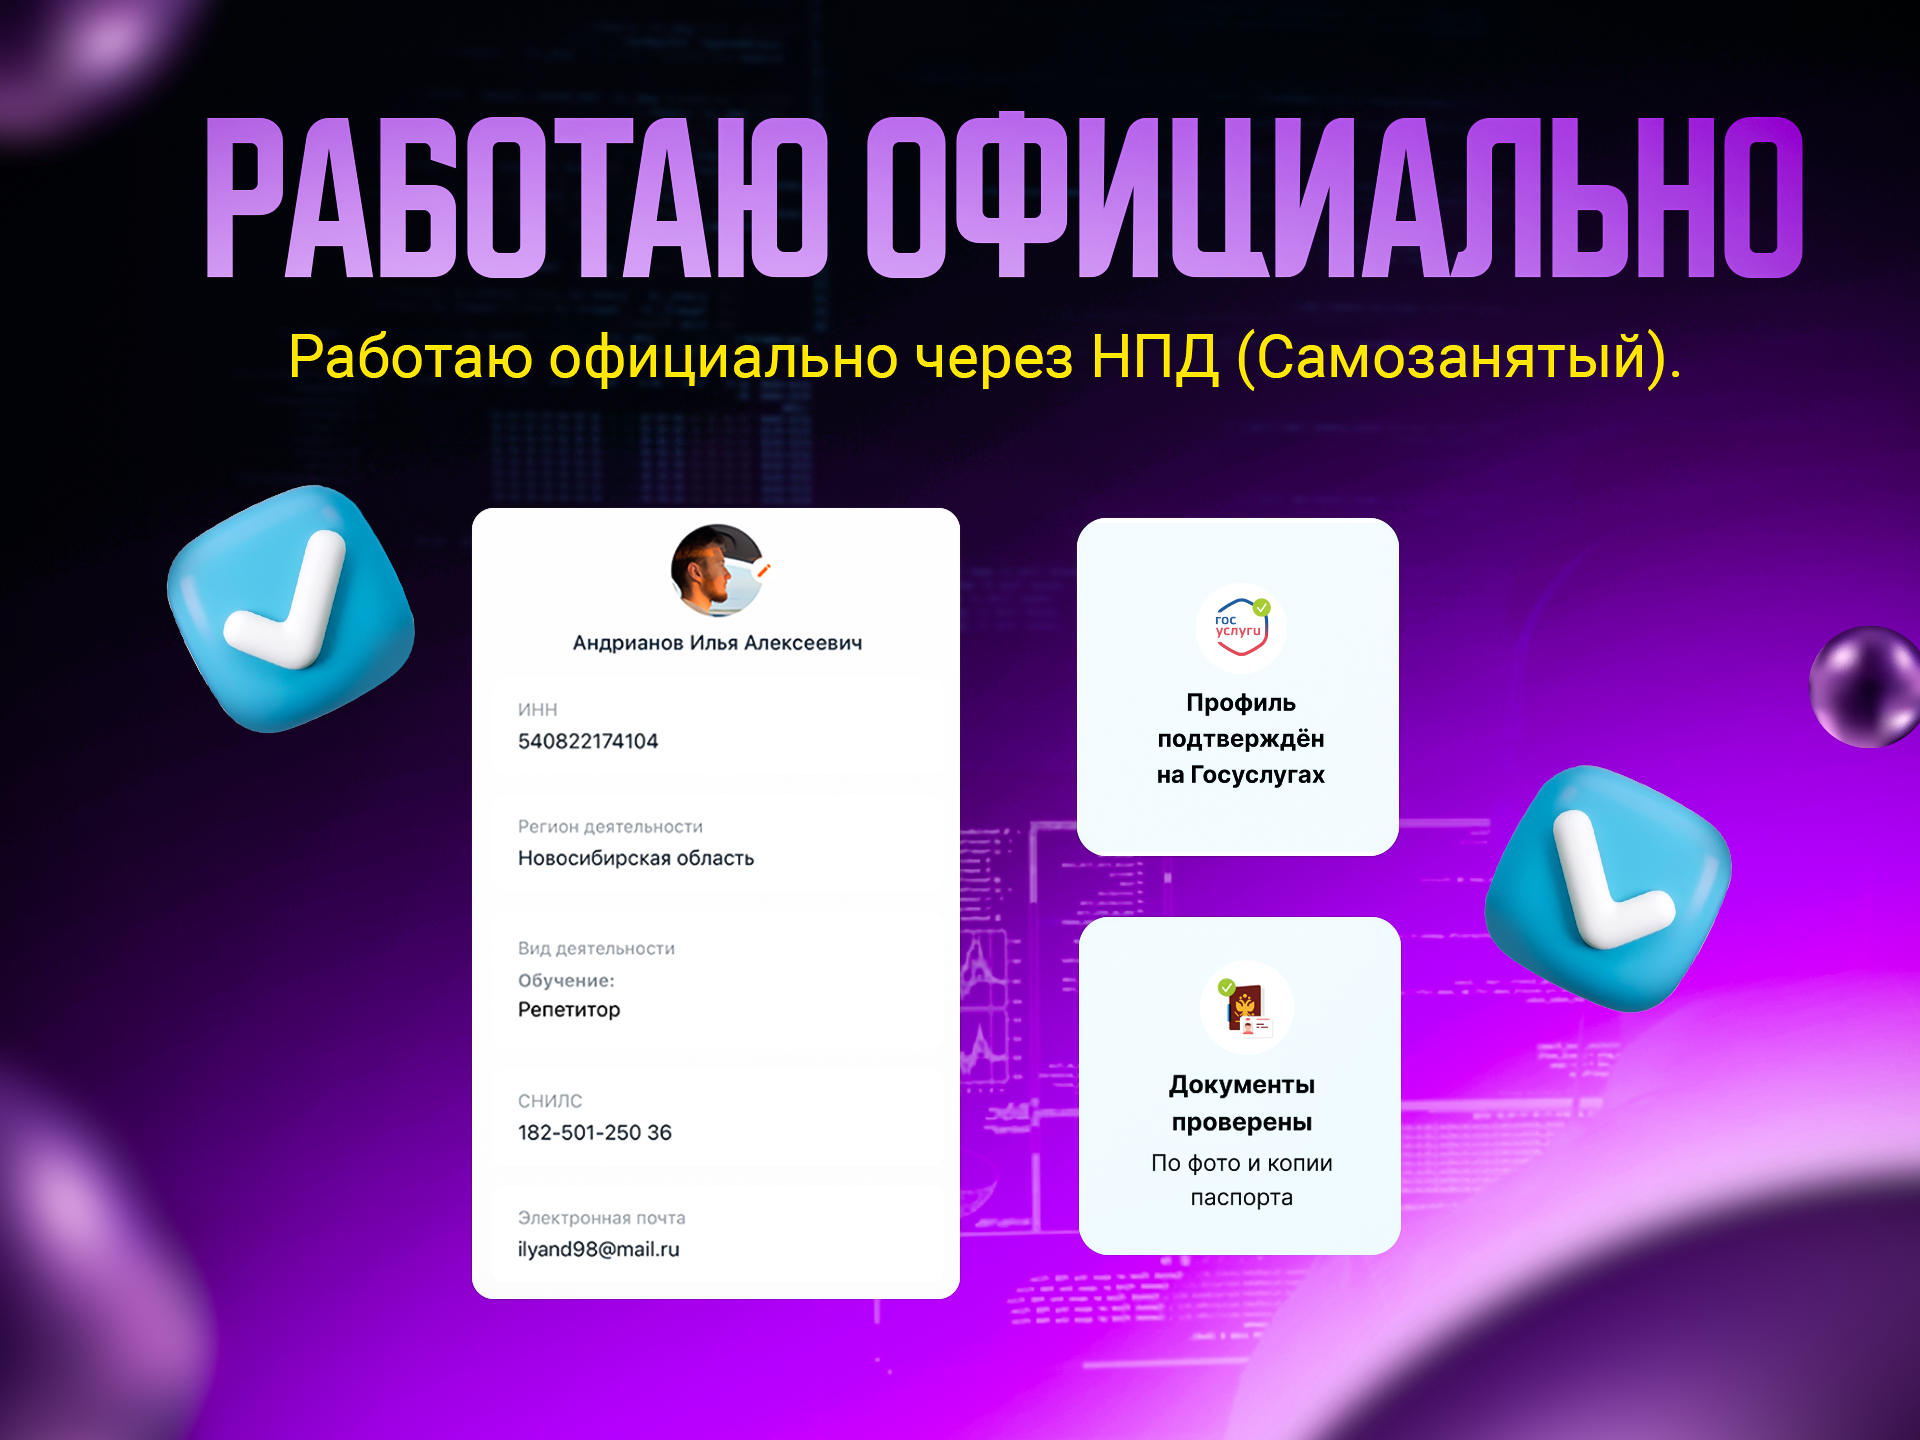 РАБОТАЮ ОФИЦИАЛЬНО
Работаю официально через НПД (Самозанятый).
Андрианов Илья Алексеевич
ИНН
540822174104
Регион деятельности
Новосибирская область
Вид деятельности
Обучение:
Репетитор
СНИЛС
182-501-250 36
Электронная почта
ilyand98@mail.ru
гос
услуги
Профиль
подтверждён
на Госуслугах
Документы
проверены
По фото и копии
паспорта